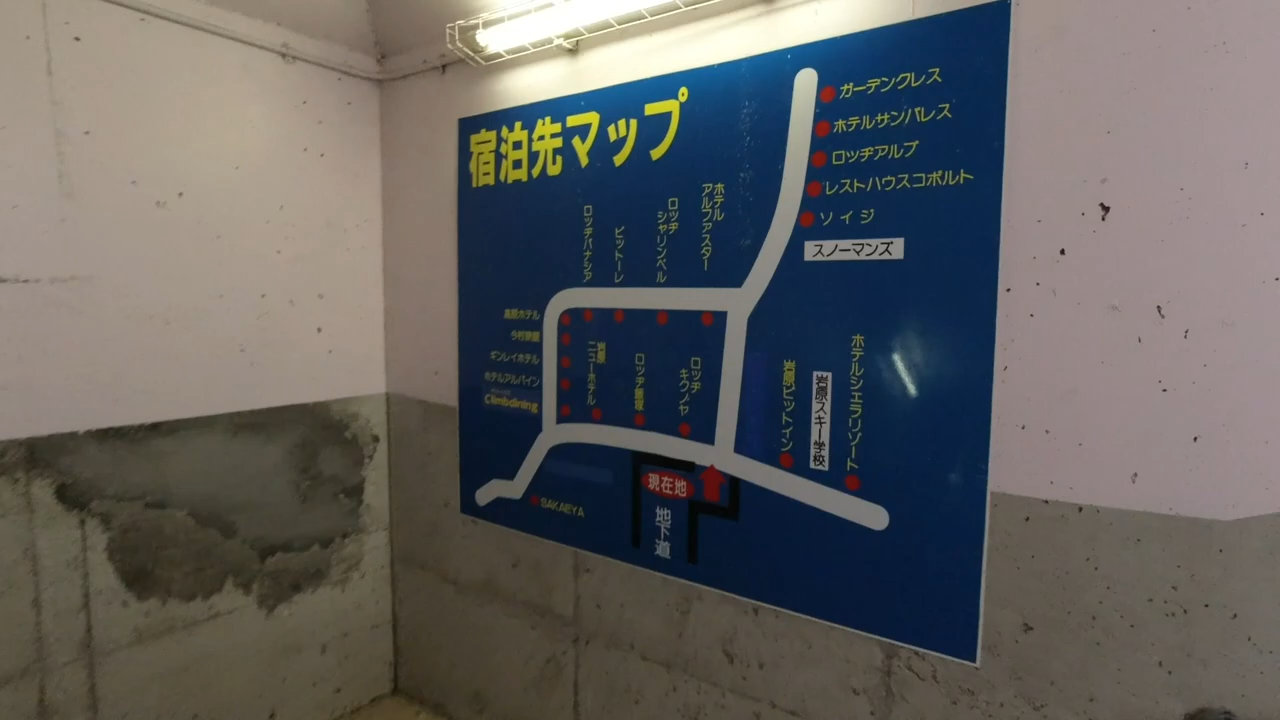 宿泊先マップ
ガーデンクレス
ホテルサンパレス
ロッヂアルプ
レストハウスコボルト
ソイジ
スノーマンズ
ホテル
アルファスター
ロッヂ
シャリンベル
ビットーレ
ロッヂパナシア
高原ホテル
今村旅館
ギンレイホテル
ホテルアルパイン
Climbdining
岩原
ニューホテル
ロッヂ飯塚
ロッヂ
キクノヤ
岩原ピットイン
岩原スキー学校
ホテルシェラリゾート
現在地
地下道
SAKAEYA